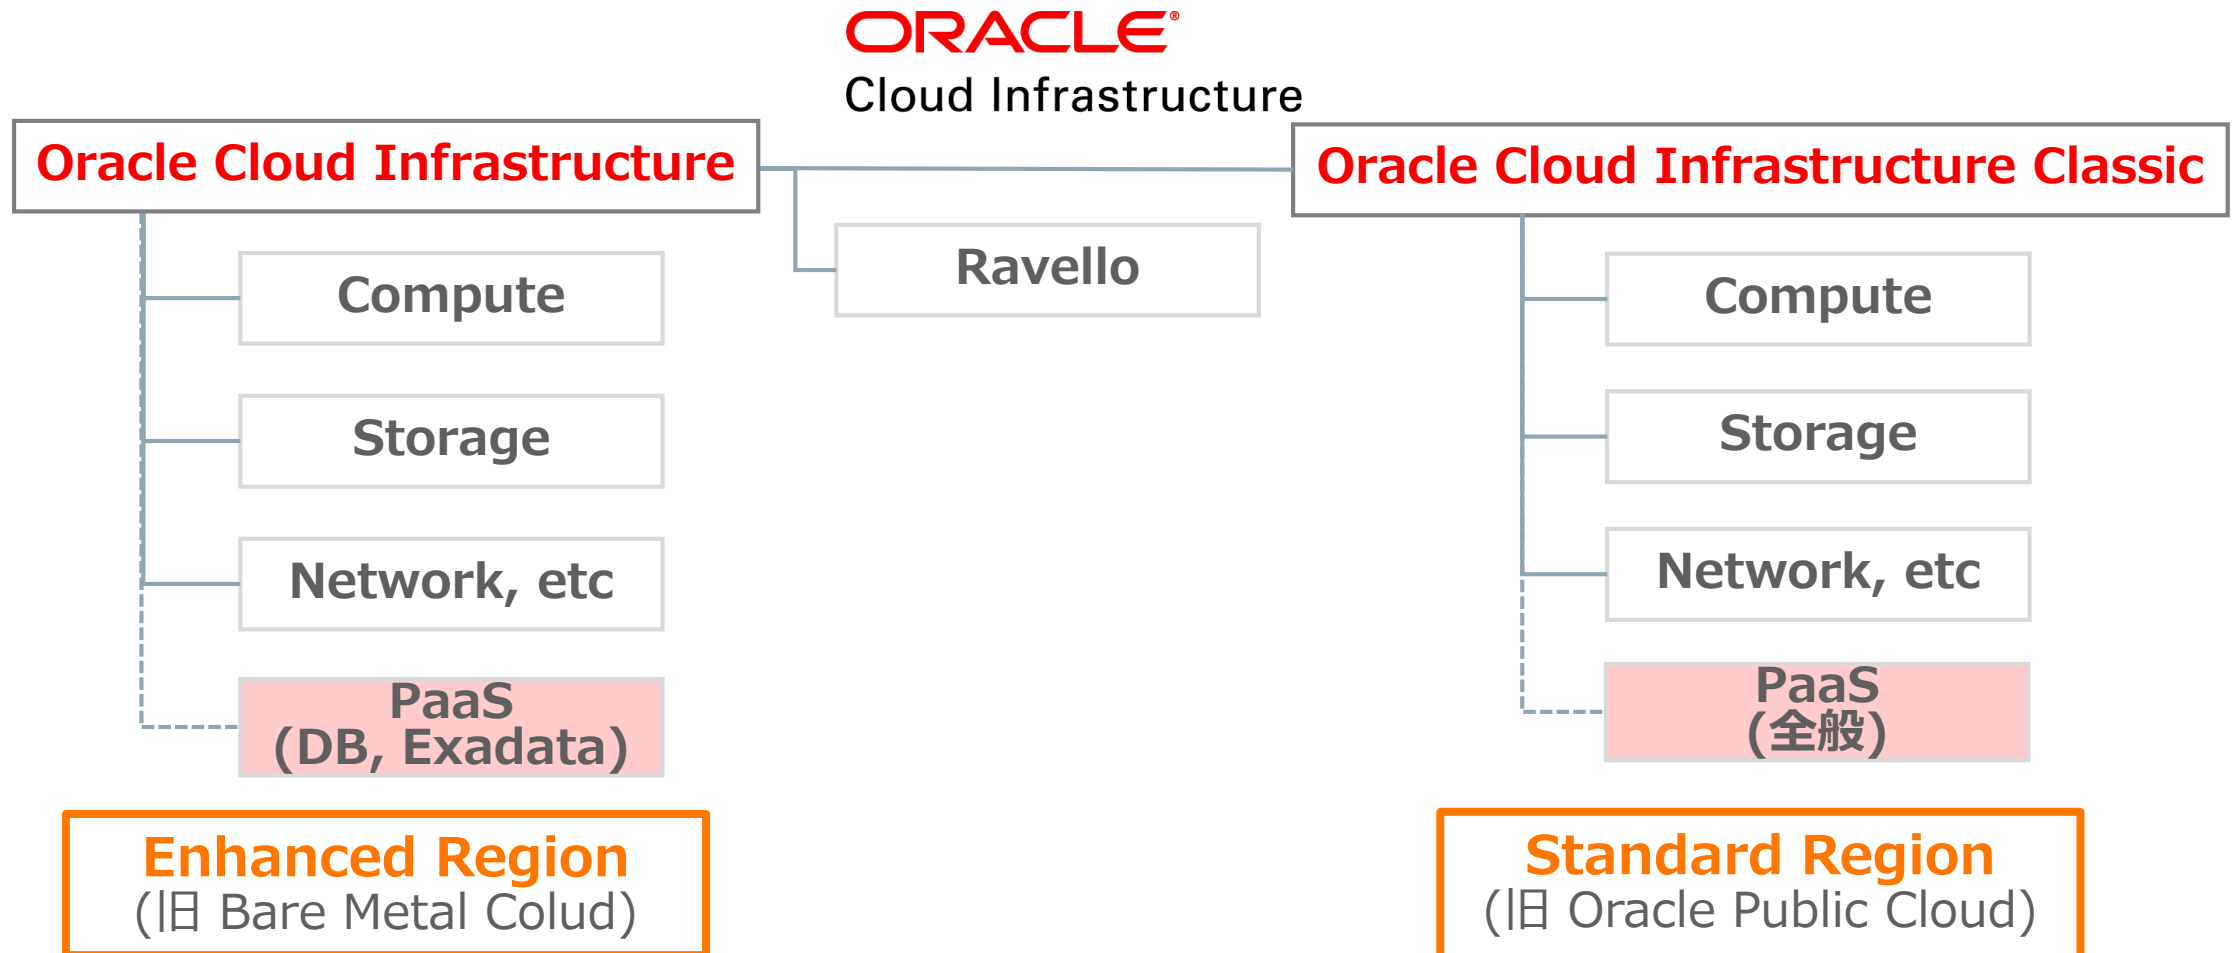 ORACLE®
Cloud Infrastructure
Oracle Cloud Infrastructure
Compute
Storage
Network, etc
PaaS
(DB, Exadata)
Enhanced Region
(旧 Bare Metal Colud)
Ravello
Oracle Cloud Infrastructure Classic
Compute
Storage
Network, etc
PaaS
(全般)
Standard Region
(旧 Oracle Public Cloud)